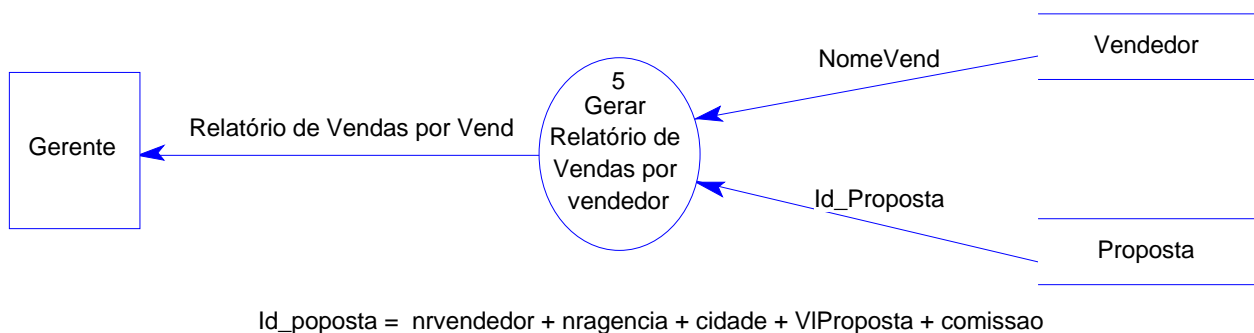 Vendedor
NomeVend
5
Gerar
Relatório de
Vendas por
vendedor
Relatório de Vendas por Vend
Gerente
Id_Proposta
Proposta
Id_poposta = nrvendedor + nragencia + cidade + VlProposta + comissao